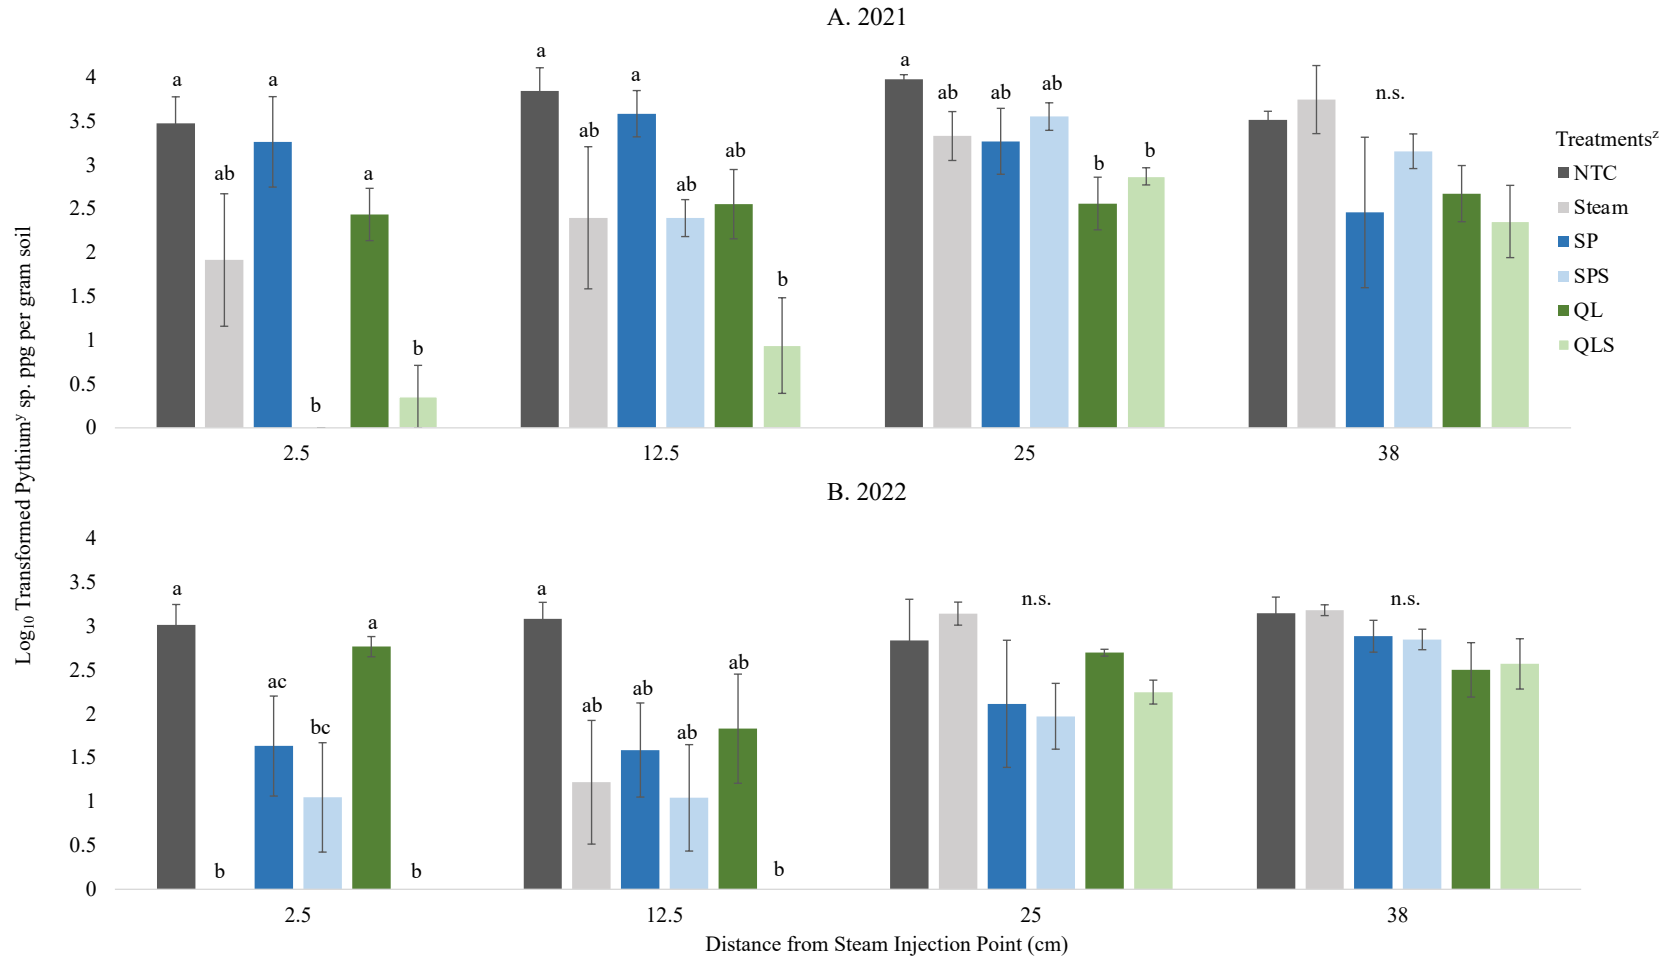 A. 2021
Log10 Transformed Pythiumy sp. ppg per gram soil
4
3.5
3
2.5
2
1.5
1
0.5
0
a
ab
a
b
a
b
a
ab
a
ab
ab
b
a
ab
ab
ab
b
b
n.s.
2.5
12.5
25
38
Treatmentsz
NTC
Steam
SP
SPS
QL
QLS
B. 2022
4
3.5
3
2.5
2
1.5
1
0.5
0
a
b
ac
bc
a
b
a
ab
ab
ab
ab
b
n.s.
n.s.
2.5
12.5
25
38
Distance from Steam Injection Point (cm)